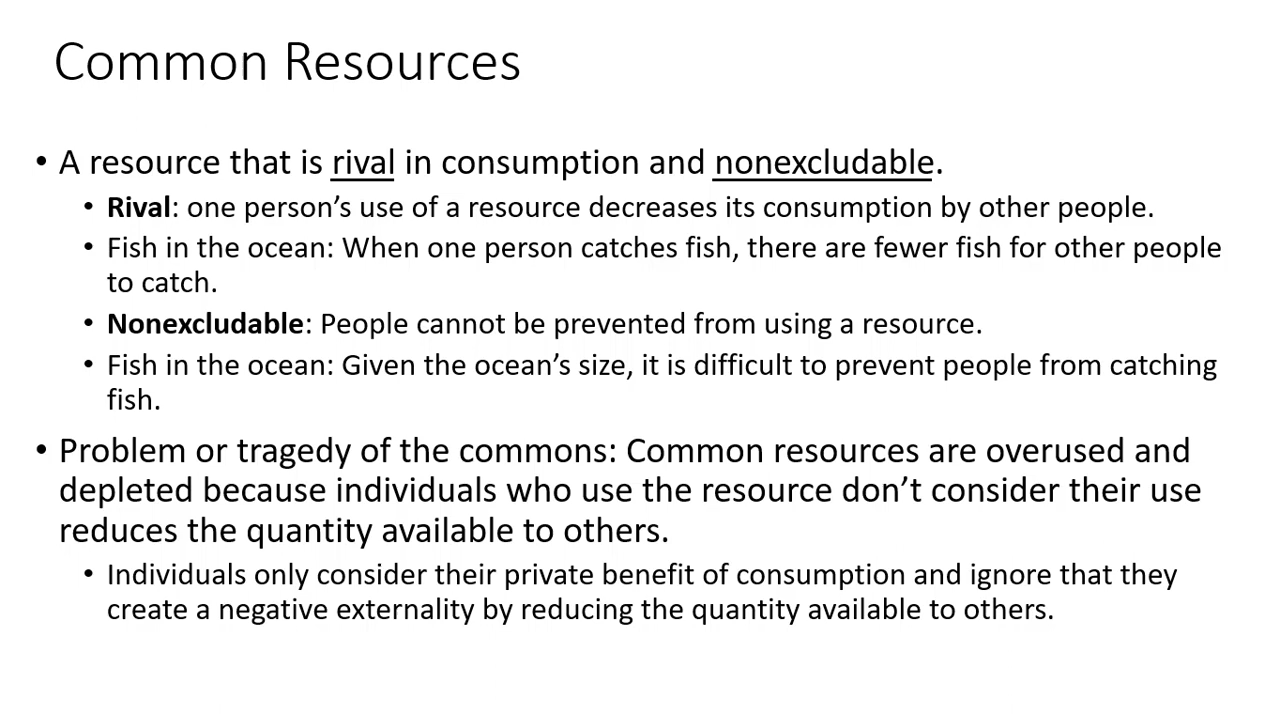 Common Resources
• A resource that is rival in consumption and nonexcludable.
• Rival: one person’s use of a resource decreases its consumption by other people.
• Fish in the ocean: When one person catches fish, there are fewer fish for other people
to catch.
• Nonexcludable: People cannot be prevented from using a resource.
• Fish in the ocean: Given the ocean’s size, it is difficult to prevent people from catching
fish.
• Problem or tragedy of the commons: Common resources are overused and
depleted because individuals who use the resource don’t consider their use
reduces the quantity available to others.
• Individuals only consider their private benefit of consumption and ignore that they
create a negative externality by reducing the quantity available to others.